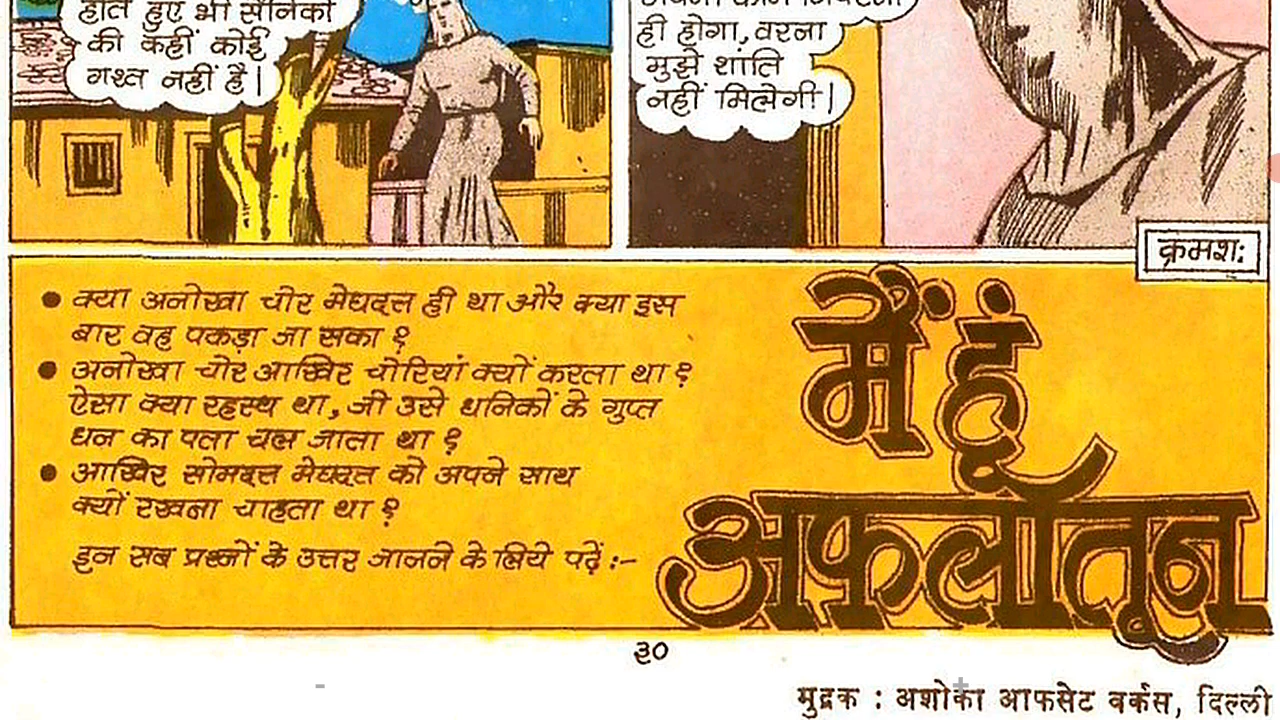 होते हुए भी सैनिकों
की कहीं कोई
गश्त नहीं है।
ही होगा, वरना
मुझे शांति
नहीं मिलेगी।
क्रमश:
● क्या अनोखा चोर मेघदत्त ही था और क्या इस
बार वह पकड़ा जा सका ?
● अनोखा चोर आखिर चोरियां क्यों करता था ?
ऐसा क्या रहस्य था, जो उसे धनिकों के गुप्त
धन का पता चल जाता था ?
● आखिर सोमदत्त मेघदत्त को अपने साथ
क्यों रखना चाहता था ?
इन सब प्रश्नों के उत्तर जानने के लिये पढ़ें :-
मैं हूं
अफलातून
३०
मुद्रक : अशोका आफसेट वर्कस, दिल्ली